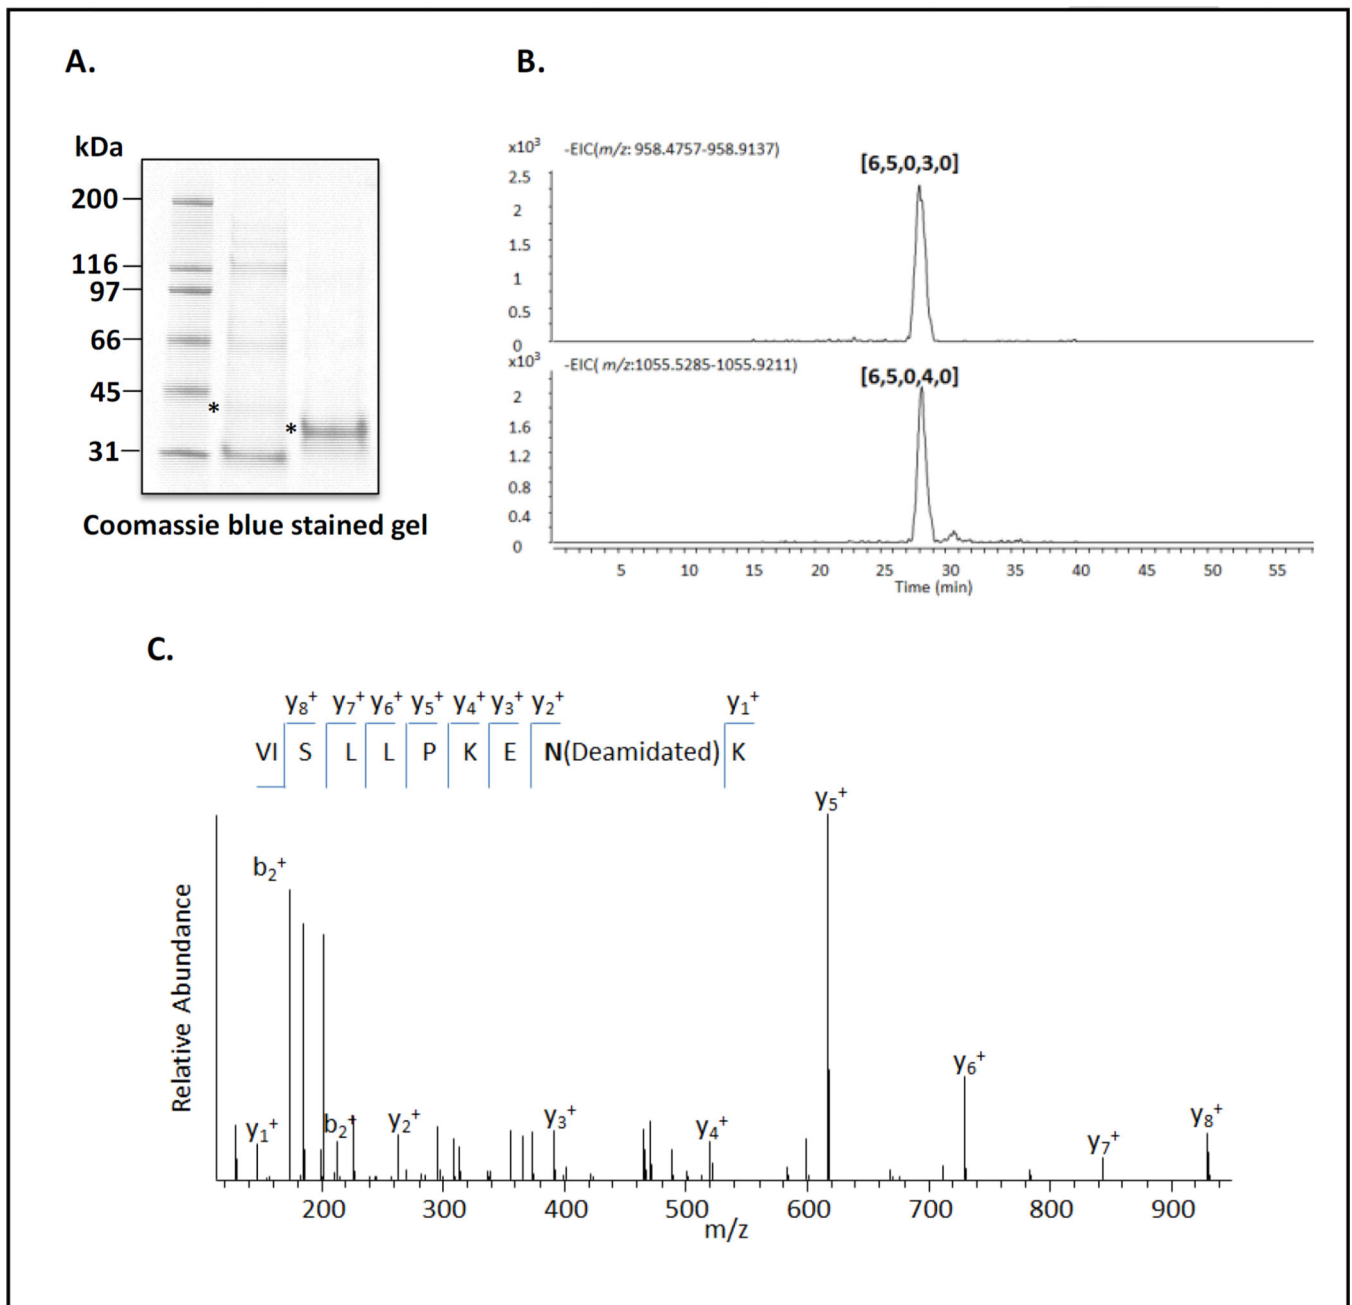 A.
B.
kDa
200
116
97
66
45
31
*
*
Coomassie blue stained gel
x10³
-EIC(m/z: 958.4757-958.9137)
[6,5,0,3,0]
2.5
2
1.5
1
0.5
0
x10³
-EIC( m/z:1055.5285-1055.9211)
[6,5,0,4,0]
2
1.6
1.2
0.8
0.4
0
5 10 15 20 25 30 35 40 45 50 55
Time (min)
C.
y₈⁺ y₇⁺ y₆⁺ y₅⁺ y₄⁺ y₃⁺ y₂⁺ y₁⁺
VI S L L P K E N(Deamidated) K
Relative Abundance
b₂⁺
y₁⁺
b₂⁺
y₂⁺
y₃⁺
y₄⁺
y₅⁺
y₆⁺
y₇⁺
y₈⁺
200 300 400 500 600 700 800 900
m/z